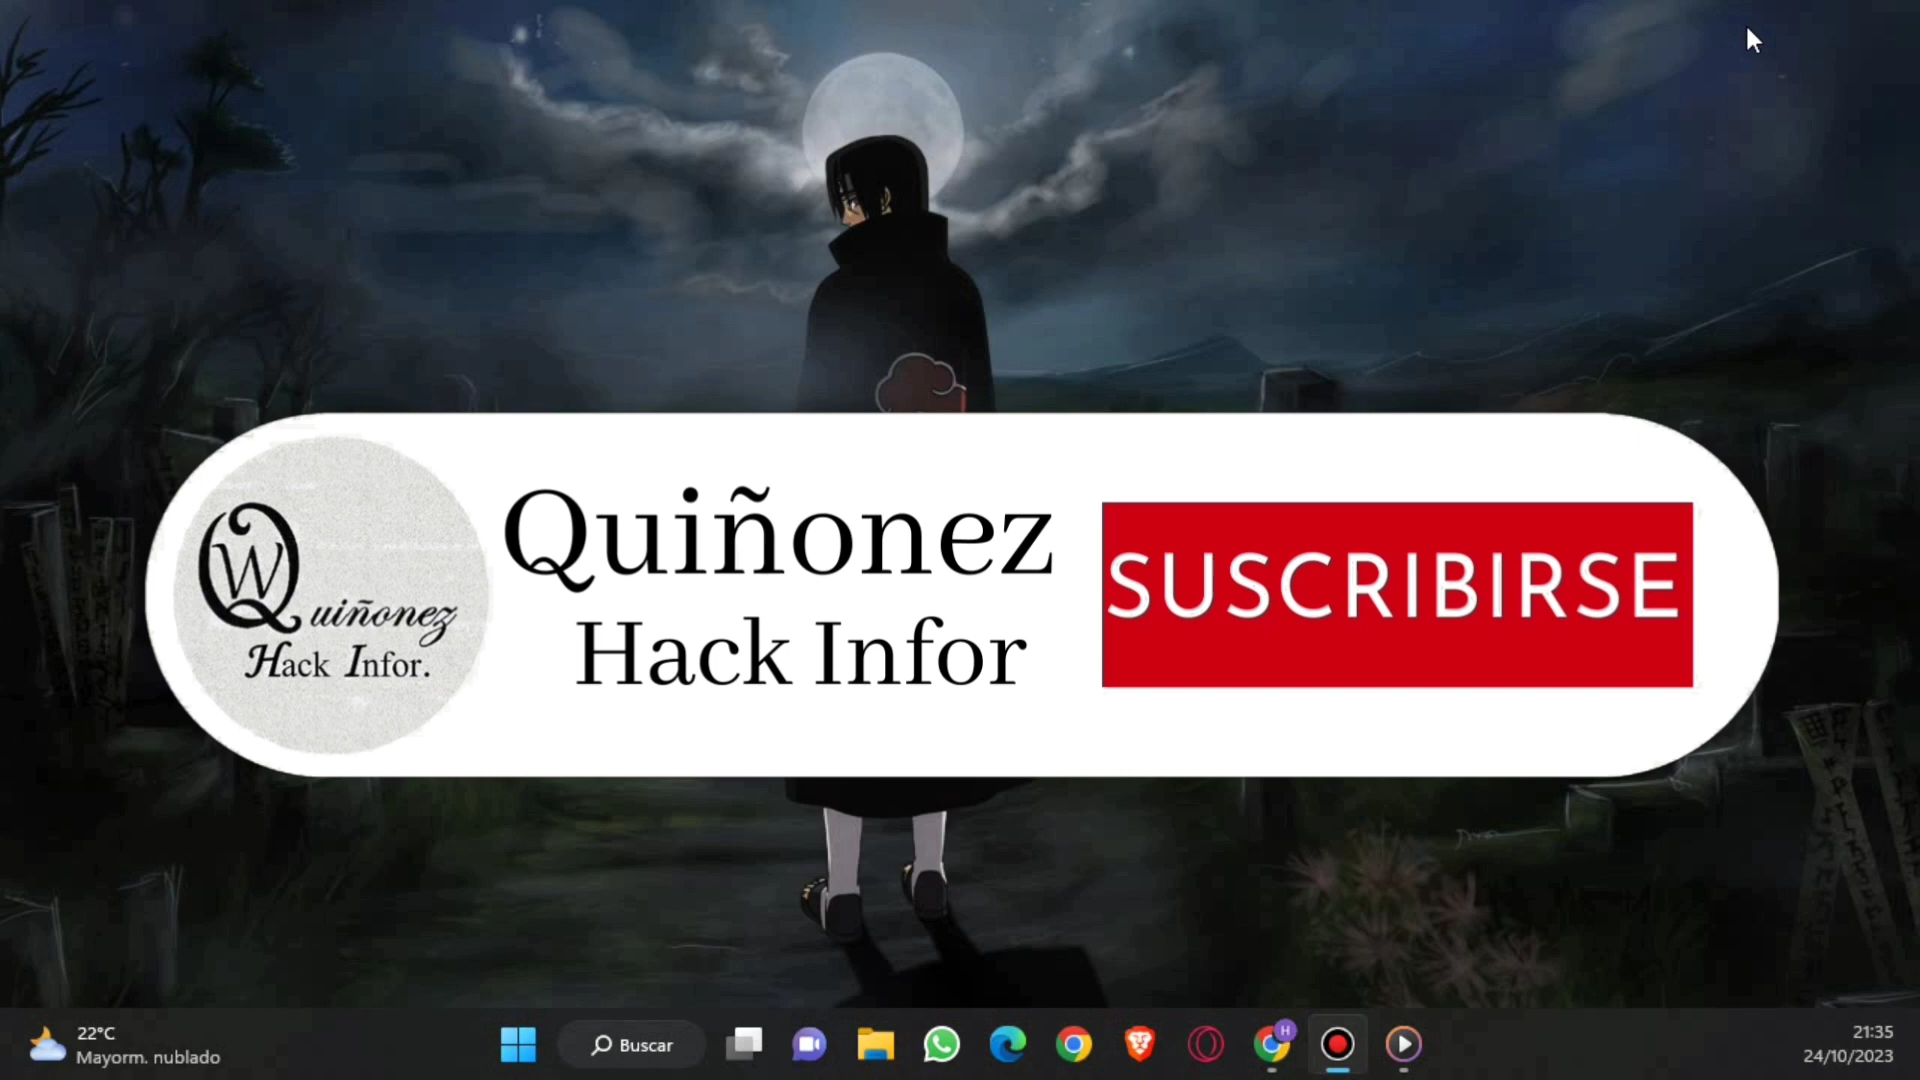 Quiñonez
Hack Infor.
Quiñonez
Hack Infor
SUSCRIBIRSE
22°C
Mayorm. nublado
Buscar
H
21:35
24/10/2023